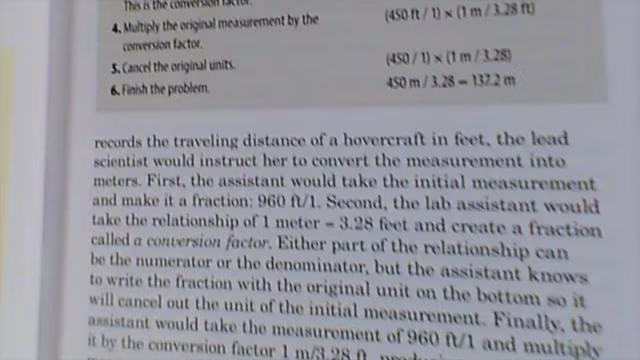 This is the conversion factor.
4. Multiply the original measurement by the
conversion factor.
(450 ft / 1) × (1 m / 3.28 ft)
5. Cancel the original units.
(450 / 1) × (1 m / 3.28)
6. Finish the problem.
450 m / 3.28 = 137.2 m
records the traveling distance of a hovercraft in feet, the lead
scientist would instruct her to convert the measurement into
meters. First, the assistant would take the initial measurement
and make it a fraction: 960 ft/1. Second, the lab assistant would
take the relationship of 1 meter = 3.28 feet and create a fraction
called a conversion factor. Either part of the relationship can
be the numerator or the denominator, but the assistant knows
to write the fraction with the original unit on the bottom so it
will cancel out the unit of the initial measurement. Finally, the
assistant would take the measurement of 960 ft/1 and multiply
it by the conversion factor 1 m/3.28 ft,